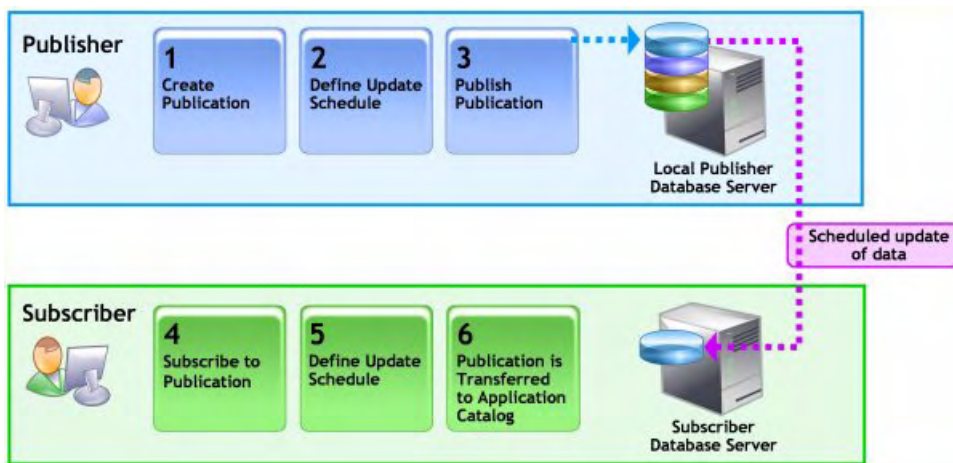 Publisher
1
Create
Publication
2
Define Update
Schedule
3
Publish
Publication
Local Publisher
Database Server
Scheduled update
of data
Subscriber
4
Subscribe to
Publication
5
Define Update
Schedule
6
Publication is
Transferred
to Application
Catalog
Subscriber
Database Server